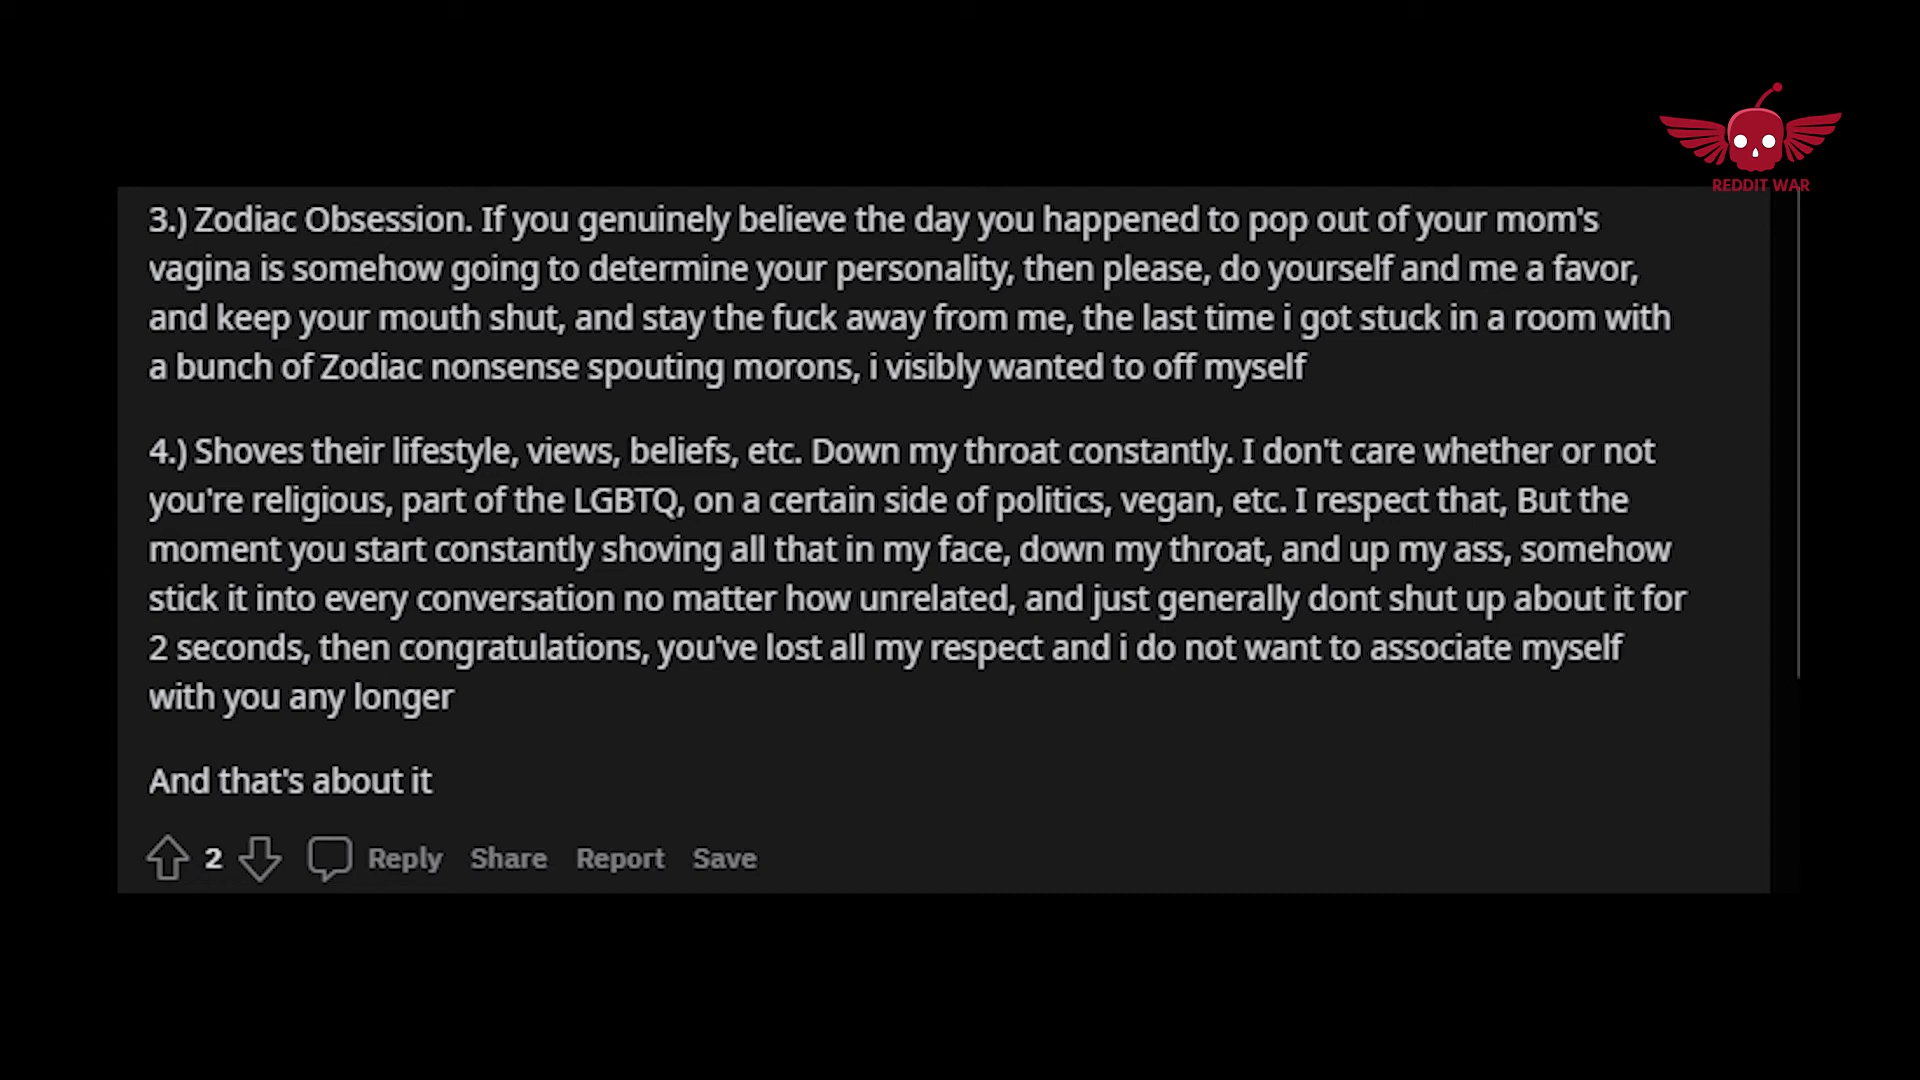 REDDIT WAR
3.) Zodiac Obsession. If you genuinely believe the day you happened to pop out of your mom's
vagina is somehow going to determine your personality, then please, do yourself and me a favor,
and keep your mouth shut, and stay the fuck away from me, the last time i got stuck in a room with
a bunch of Zodiac nonsense spouting morons, i visibly wanted to off myself
4.) Shoves their lifestyle, views, beliefs, etc. Down my throat constantly. I don't care whether or not
you're religious, part of the LGBTQ, on a certain side of politics, vegan, etc. I respect that, But the
moment you start constantly shoving all that in my face, down my throat, and up my ass, somehow
stick it into every conversation no matter how unrelated, and just generally dont shut up about it for
2 seconds, then congratulations, you've lost all my respect and i do not want to associate myself
with you any longer
And that's about it
2 Reply Share Report Save